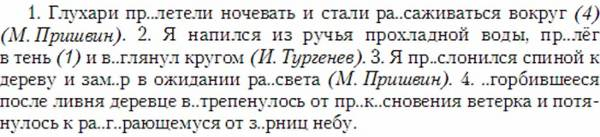 1. Глухари пр..летели ночевать и стали ра..саживаться вокруг (4)
(М. Пришвин). 2. Я напился из ручья прохладной воды, пр..лёг
в тень (1) и в..глянул кругом (И. Тургенев). 3. Я пр..слонился спиной к
дереву и зам..р в ожидании ра..света (М. Пришвин). 4. ..горбившееся
после ливня деревце в..трепенулось от пр..к..сновения ветерка и потя-
нулось к ра..г..рающемуся от з..рниц небу.